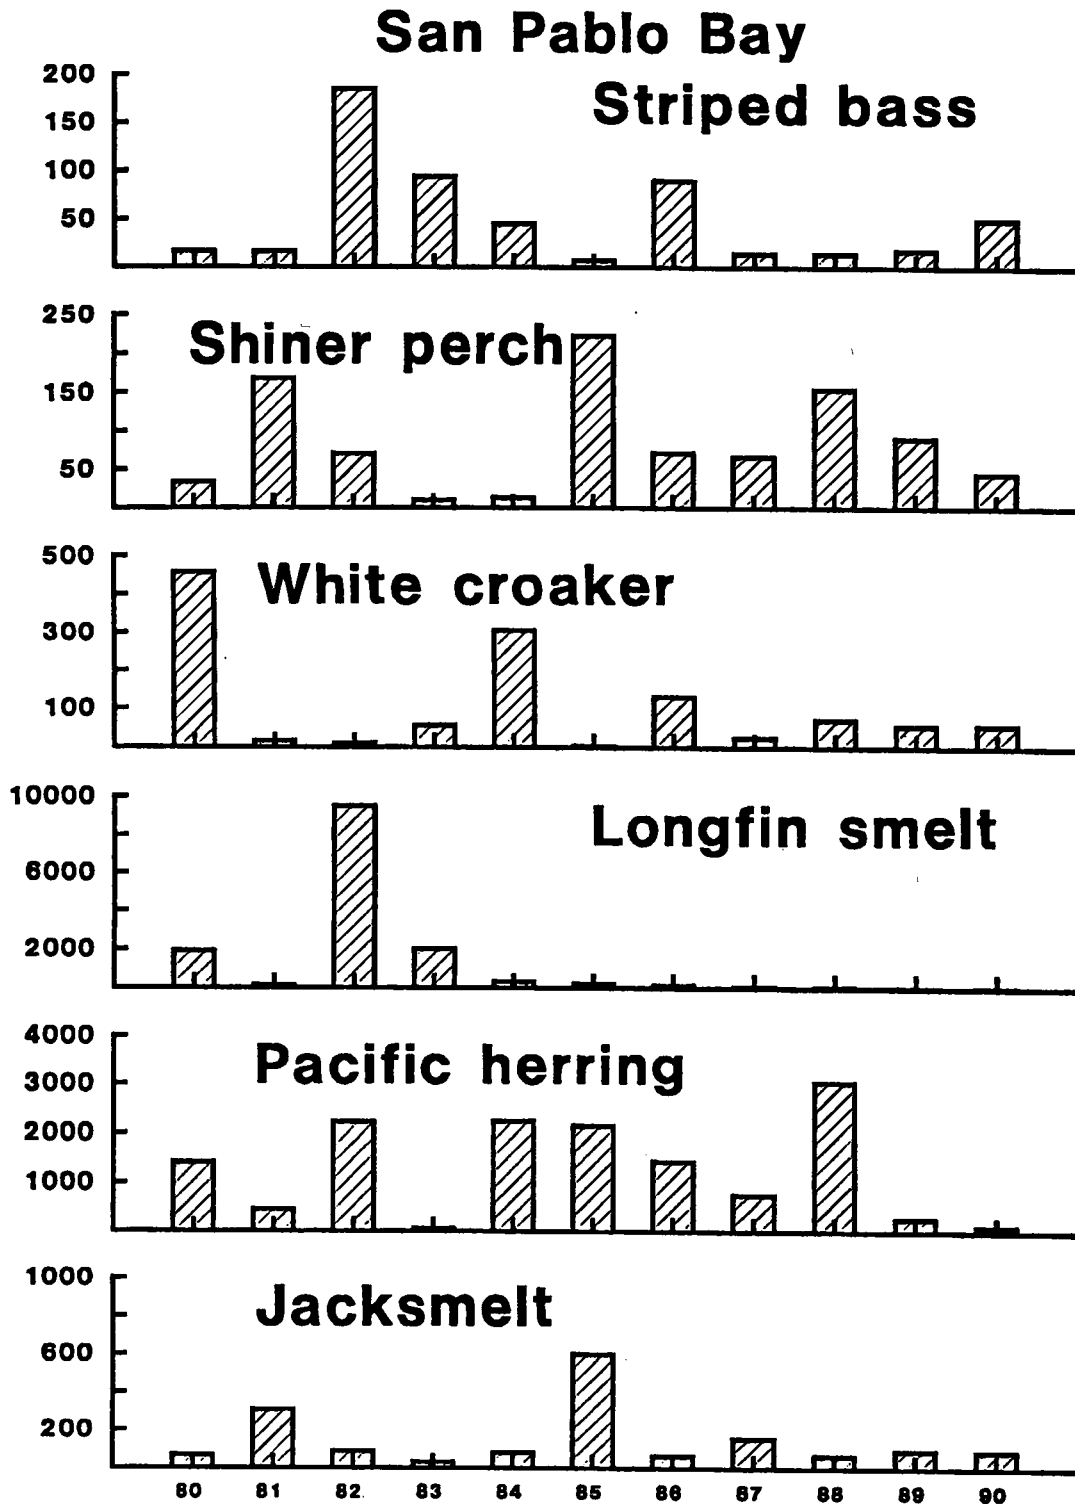 San Pablo Bay
Striped bass
200
150
100
50
Shiner perch
250
150
50
White croaker
500
300
100
Longfin smelt
10000
6000
2000
Pacific herring
4000
3000
2000
1000
Jacksmelt
1000
600
200
80 81 82 83 84 85 86 87 88 89 90